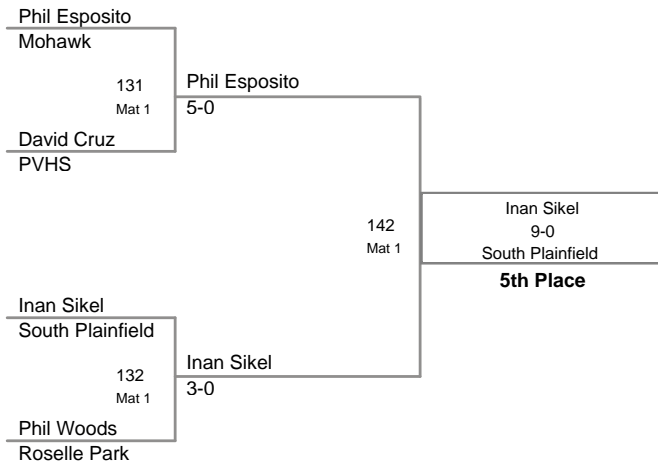 Phil Esposito
Mohawk
131
Mat 1
Phil Esposito
5-0
David Cruz
PVHS
142
Mat 1
Inan Sikel
9-0
South Plainfield
5th Place
Inan Sikel
South Plainfield
132
Mat 1
Inan Sikel
3-0
Phil Woods
Roselle Park